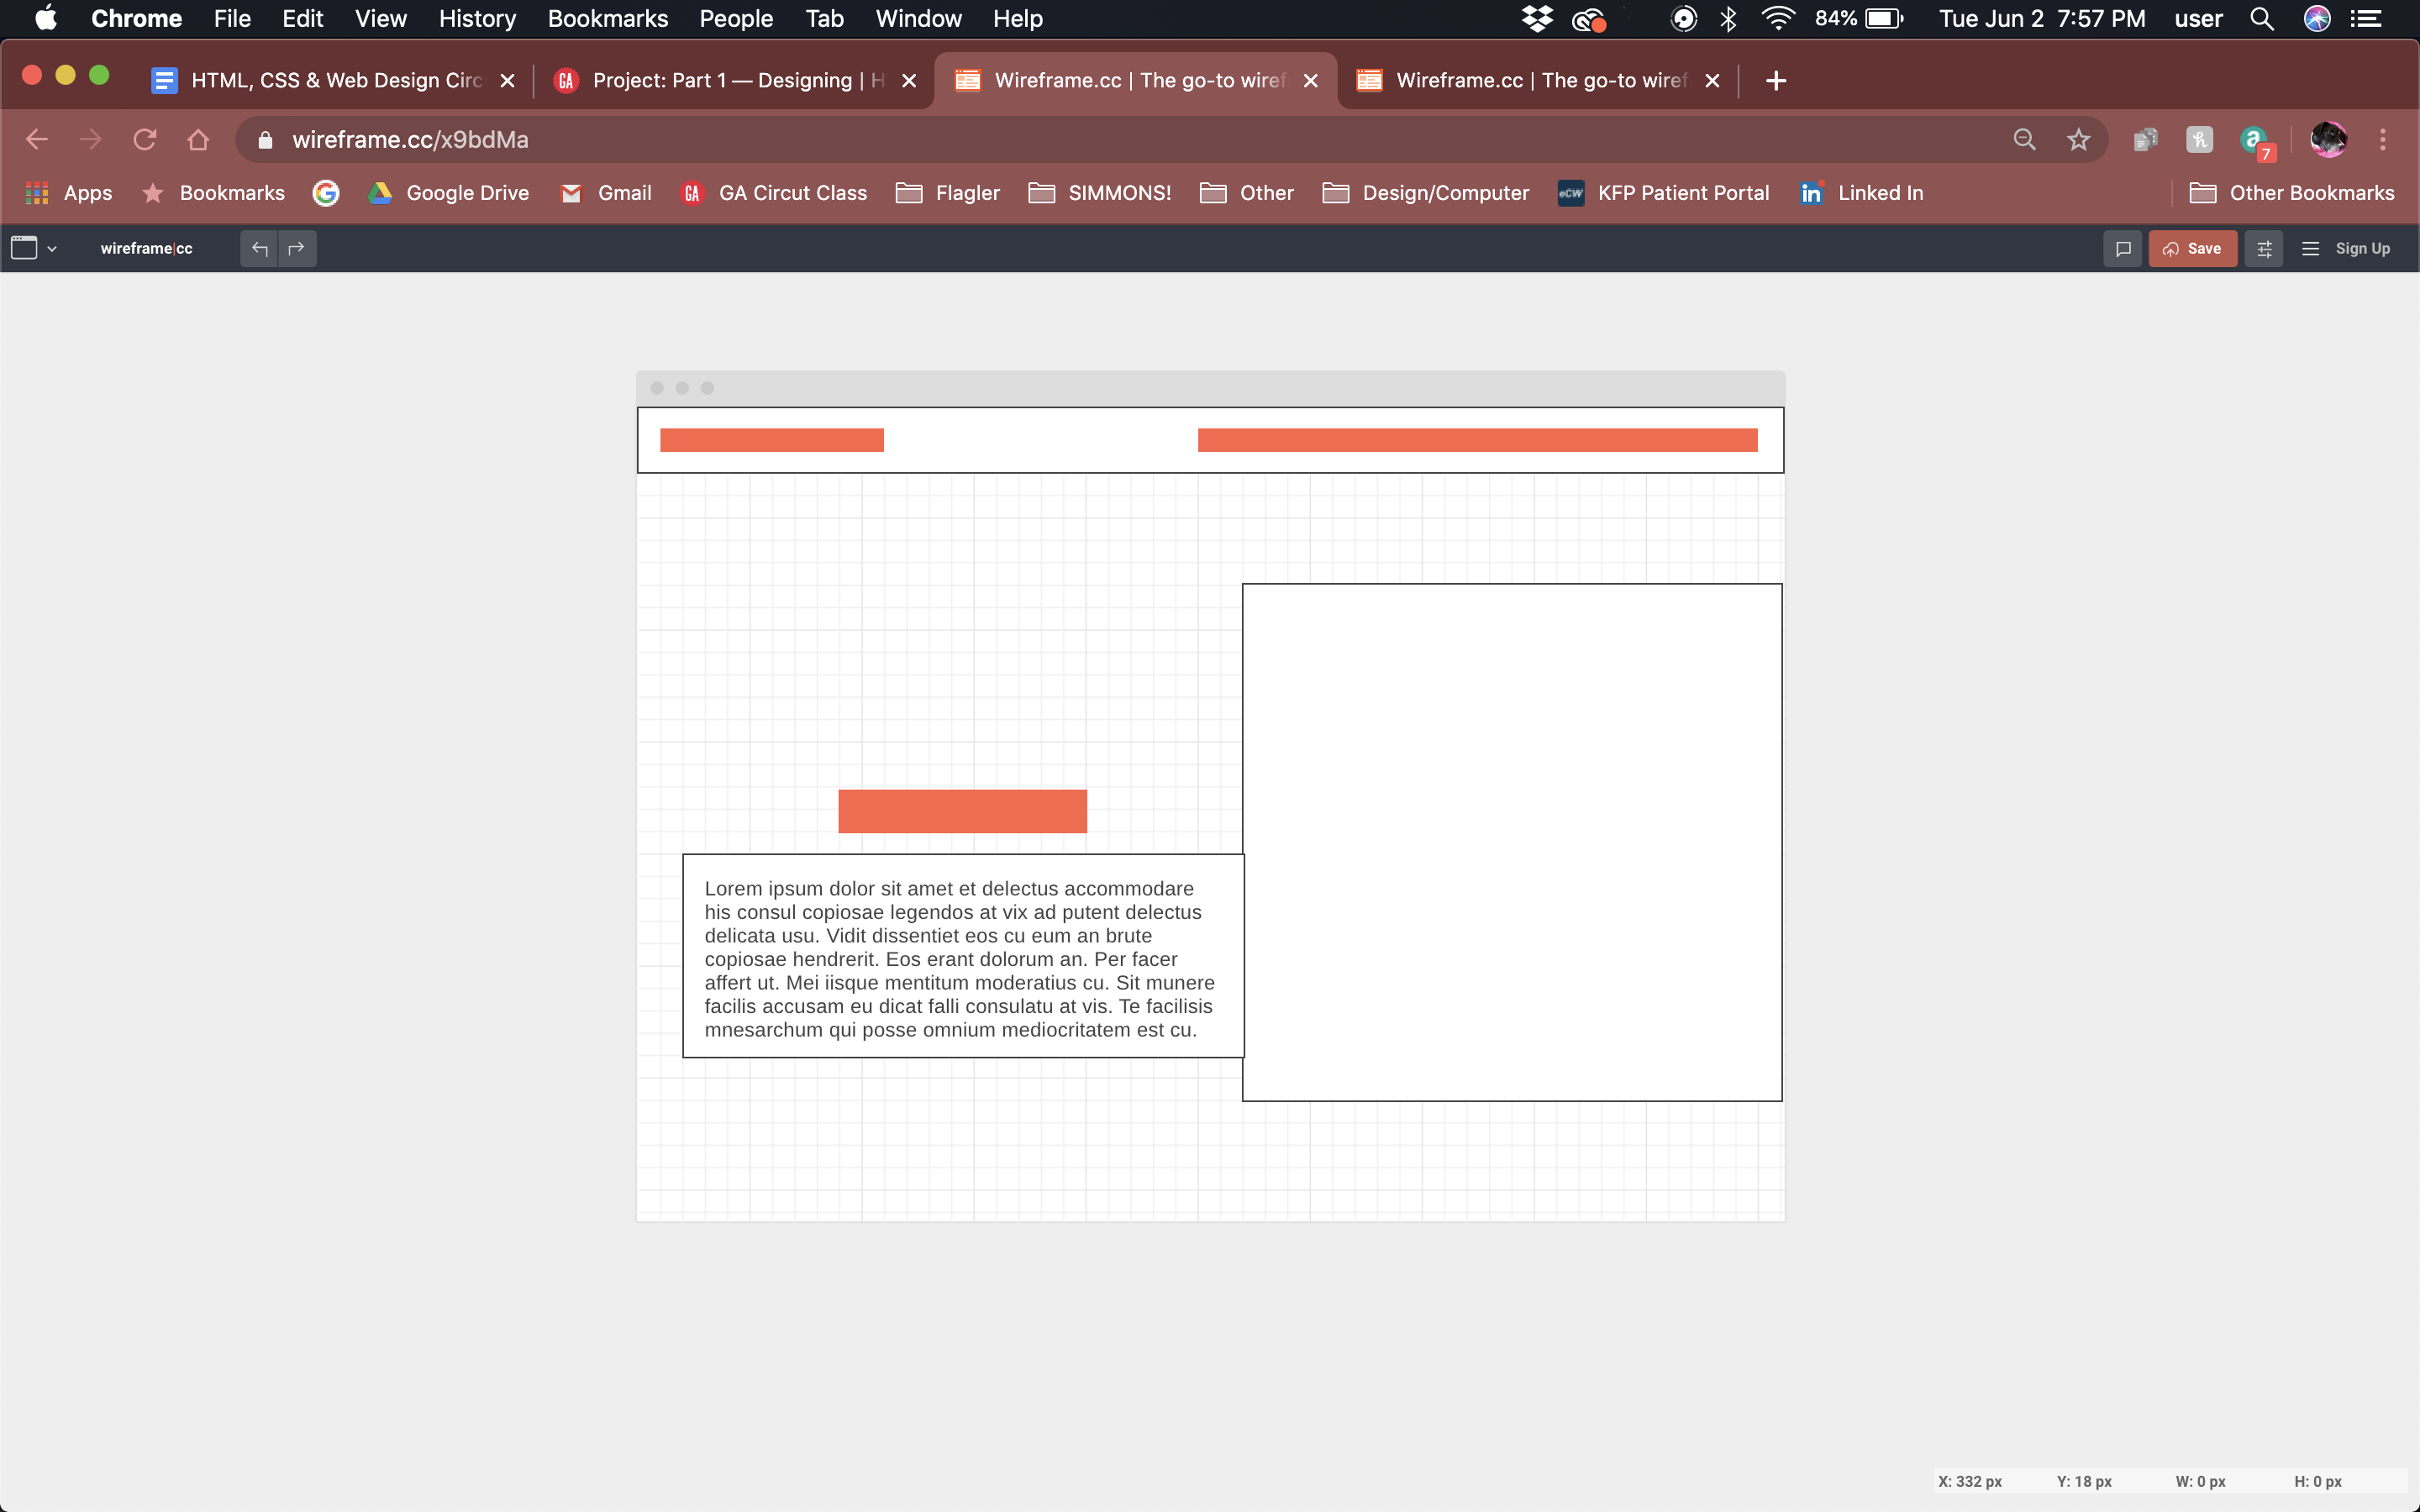 Chrome File Edit View History Bookmarks People Tab Window Help 84% Tue Jun 2 7:57 PM user
HTML, CSS & Web Design Circ GA Project: Part 1 — Designing | H Wireframe.cc | The go-to wiref Wireframe.cc | The go-to wiref
wireframe.cc/x9bdMa h a 7
Apps Bookmarks G Google Drive Gmail GA GA Circut Class Flagler SIMMONS! Other Design/Computer eCW KFP Patient Portal in Linked In Other Bookmarks
wireframe|cc Save Sign Up
Lorem ipsum dolor sit amet et delectus accommodare
his consul copiosae legendos at vix ad putent delectus
delicata usu. Vidit dissentiet eos cu eum an brute
copiosae hendrerit. Eos erant dolorum an. Per facer
affert ut. Mei iisque mentitum moderatius cu. Sit munere
facilis accusam eu dicat falli consulatu at vis. Te facilisis
mnesarchum qui posse omnium mediocritatem est cu.
X: 332 px Y: 18 px W: 0 px H: 0 px